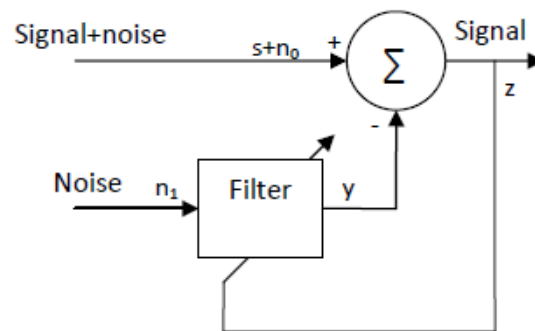 Signal+noise
s+n₀
+
Σ
Signal
z
-
Noise
n₁
Filter
y